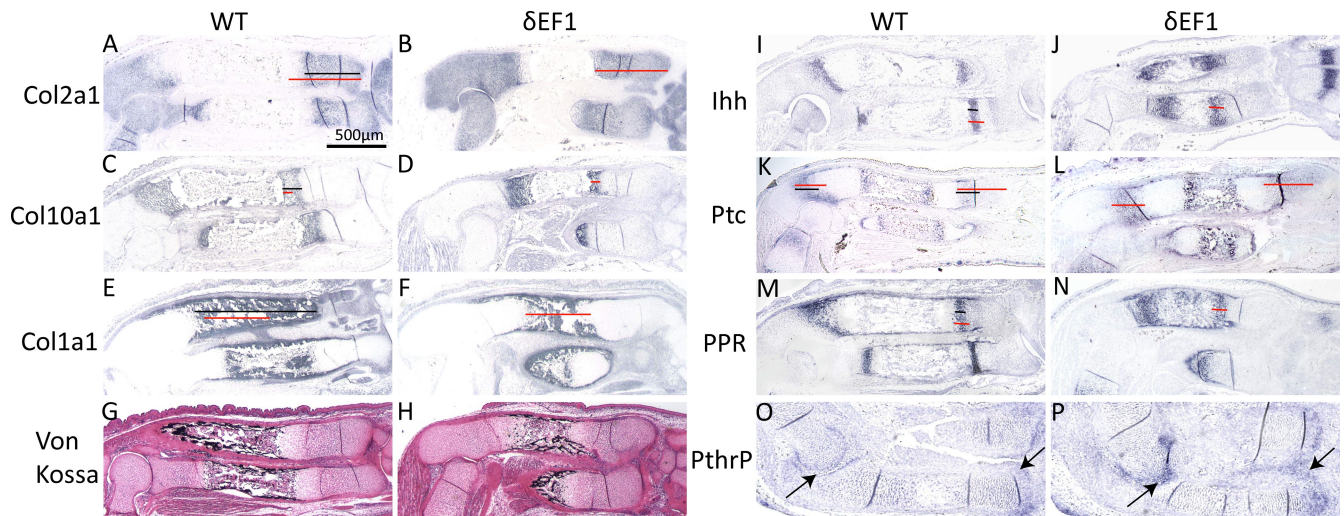 WT δEF1 WT δEF1
A B I J
Col2a1 Ihh
500µm
C D K L
Col10a1 Ptc
E F M N
Col1a1 PPR
G H O P
Von
Kossa PthrP